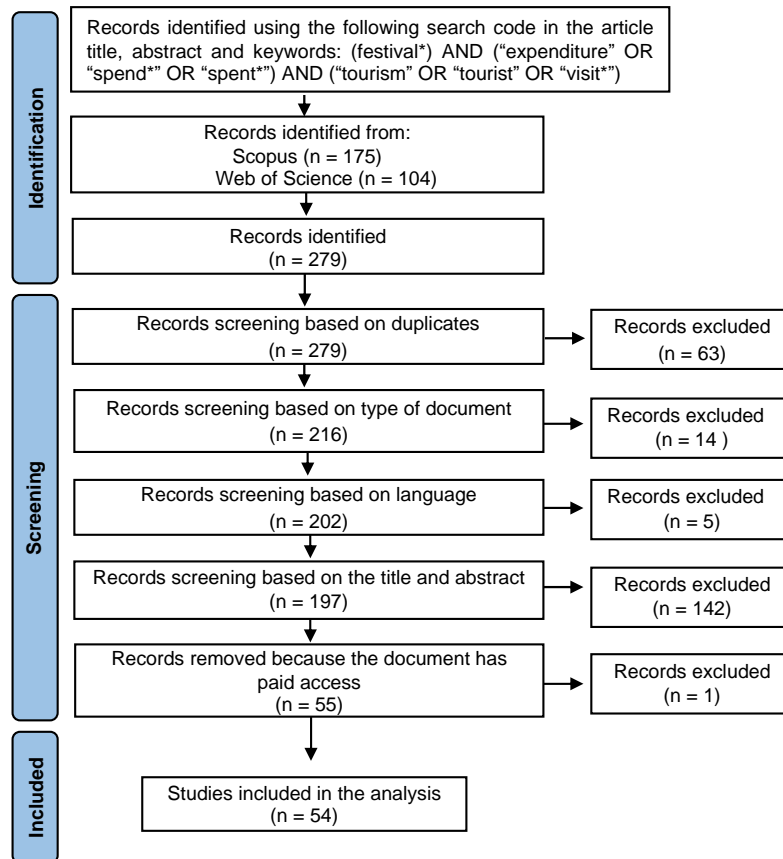 Identification
Records identified using the following search code in the article
title, abstract and keywords: (festival*) AND (“expenditure” OR
“spend*” OR “spent*”) AND (“tourism” OR “tourist” OR “visit*”)
Records identified from:
Scopus (n = 175)
Web of Science (n = 104)
Records identified
(n = 279)
Screening
Records screening based on duplicates
(n = 279)
Records excluded
(n = 63)
Records screening based on type of document
(n = 216)
Records excluded
(n = 14 )
Records screening based on language
(n = 202)
Records excluded
(n = 5)
Records screening based on the title and abstract
(n = 197)
Records excluded
(n = 142)
Records removed because the document has
paid access
(n = 55)
Records excluded
(n = 1)
Included
Studies included in the analysis
(n = 54)